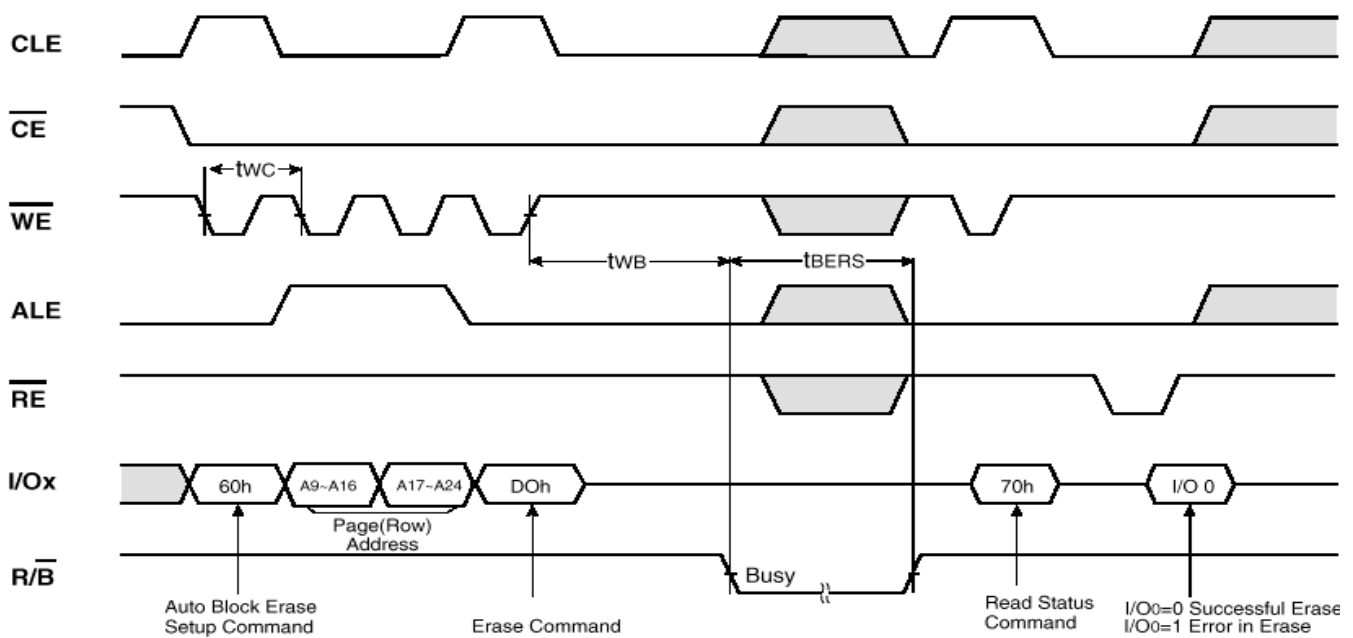 CLE
CE
tWC
WE
tWB
tBERS
ALE
RE
I/Ox
60h A9~A16 A17~A24 DOh 70h I/O 0
Page(Row)
Address
R/B
Busy
Auto Block Erase
Setup Command
Erase Command
Read Status
Command
I/O0=0 Successful Erase
I/O0=1 Error in Erase